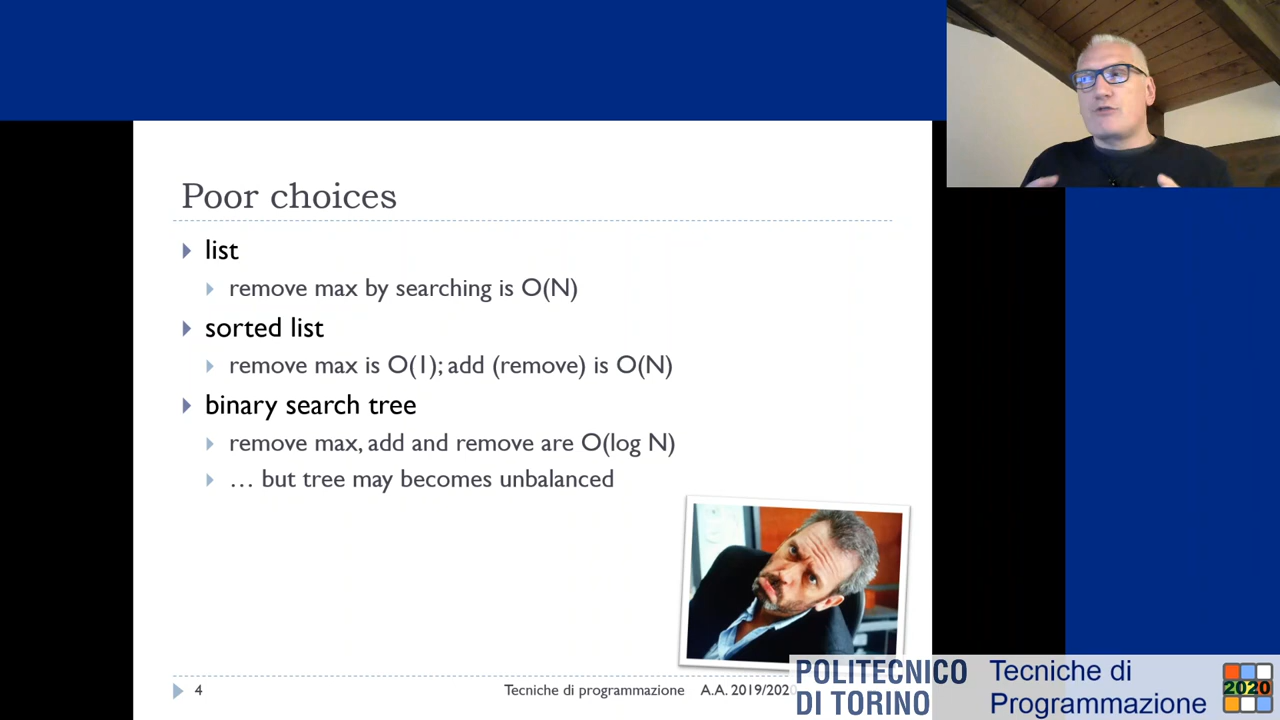 Poor choices
list
remove max by searching is O(N)
sorted list
remove max is O(1); add (remove) is O(N)
binary search tree
remove max, add and remove are O(log N)
… but tree may becomes unbalanced
4
Tecniche di programmazione A.A. 2019/2020
POLITECNICO
DI TORINO
Tecniche di
Programmazione
2020